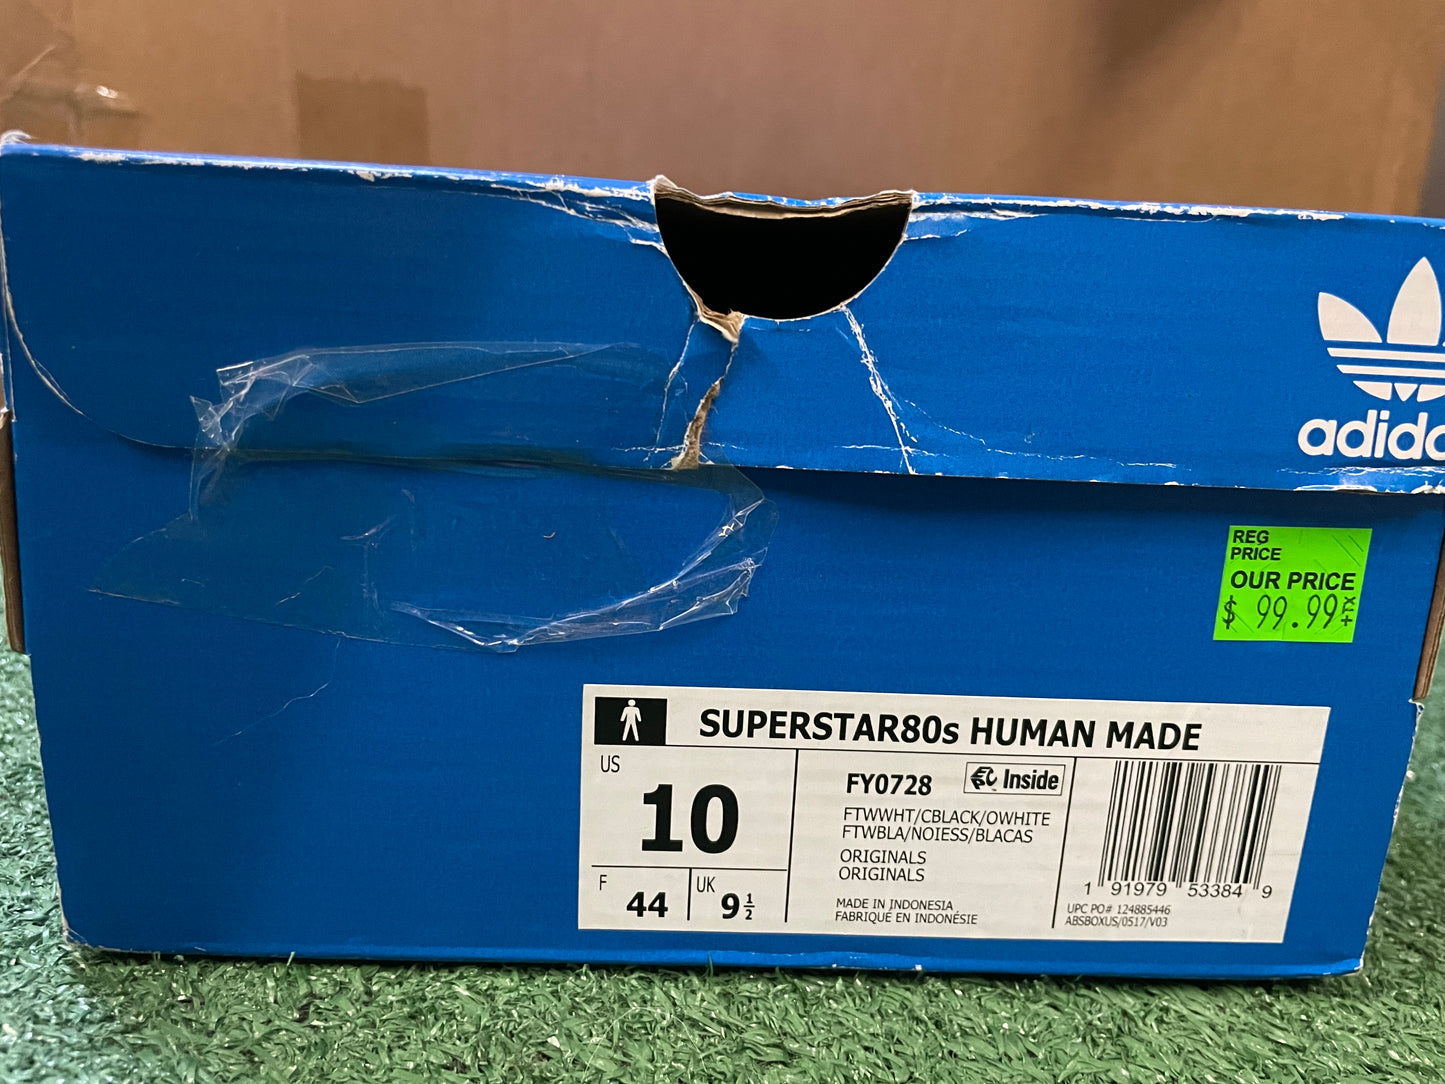 adidas
REG
PRICE
OUR PRICE
$ 99.99 +TX
SUPERSTAR80s HUMAN MADE
US
10
F
44
UK
9 1/2
FY0728
Inside
FTWWHT/CBLACK/OWHITE
FTWBLA/NOIESS/BLACAS
ORIGINALS
ORIGINALS
MADE IN INDONESIA
FABRIQUÉ EN INDONÉSIE
1 91979 53384 9
UPC PO# 124885446
ABSBOXUS/0517/V03